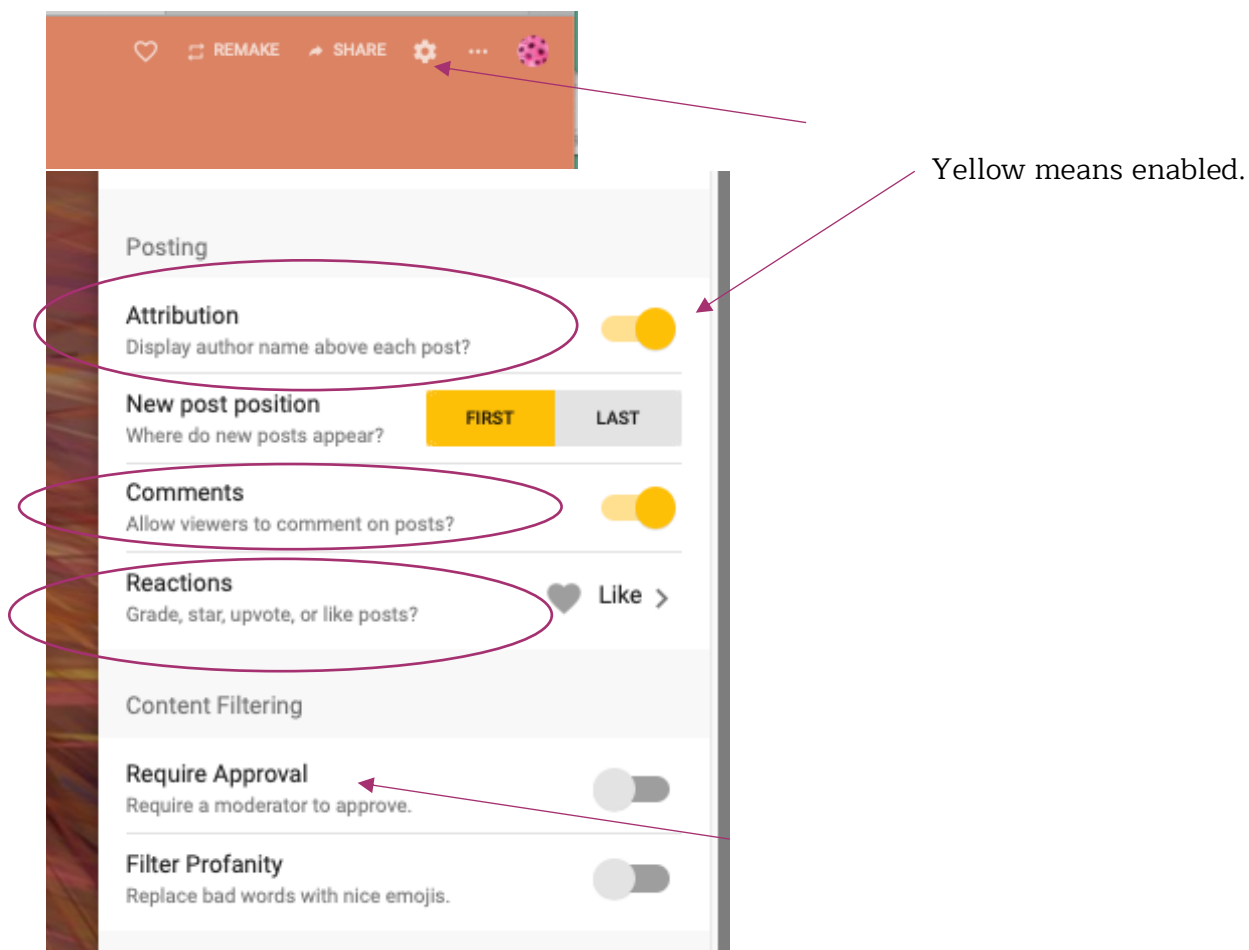 REMAKE SHARE ...
Yellow means enabled.
Posting
Attribution
Display author name above each post?
New post position
Where do new posts appear?
FIRST LAST
Comments
Allow viewers to comment on posts?
Reactions
Grade, star, upvote, or like posts?
Like >
Content Filtering
Require Approval
Require a moderator to approve.
Filter Profanity
Replace bad words with nice emojis.